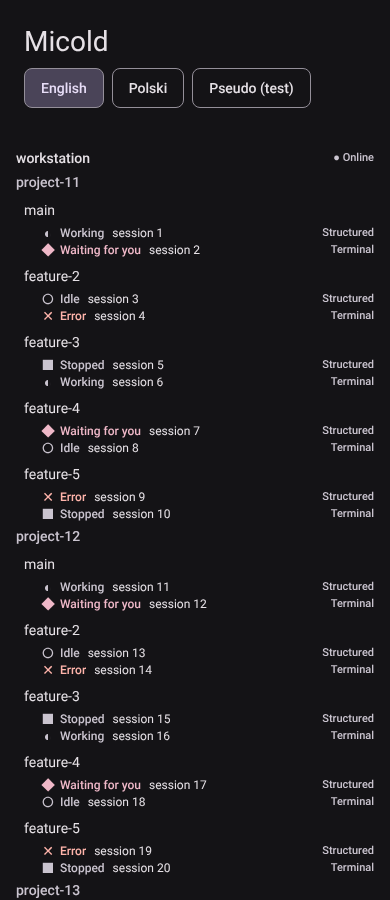 Micold
English Polski Pseudo (test)
workstation ● Online
project-11
main
Working session 1 Structured
Waiting for you session 2 Terminal
feature-2
Idle session 3 Structured
Error session 4 Terminal
feature-3
Stopped session 5 Structured
Working session 6 Terminal
feature-4
Waiting for you session 7 Structured
Idle session 8 Terminal
feature-5
Error session 9 Structured
Stopped session 10 Terminal
project-12
main
Working session 11 Structured
Waiting for you session 12 Terminal
feature-2
Idle session 13 Structured
Error session 14 Terminal
feature-3
Stopped session 15 Structured
Working session 16 Terminal
feature-4
Waiting for you session 17 Structured
Idle session 18 Terminal
feature-5
Error session 19 Structured
Stopped session 20 Terminal
project-13